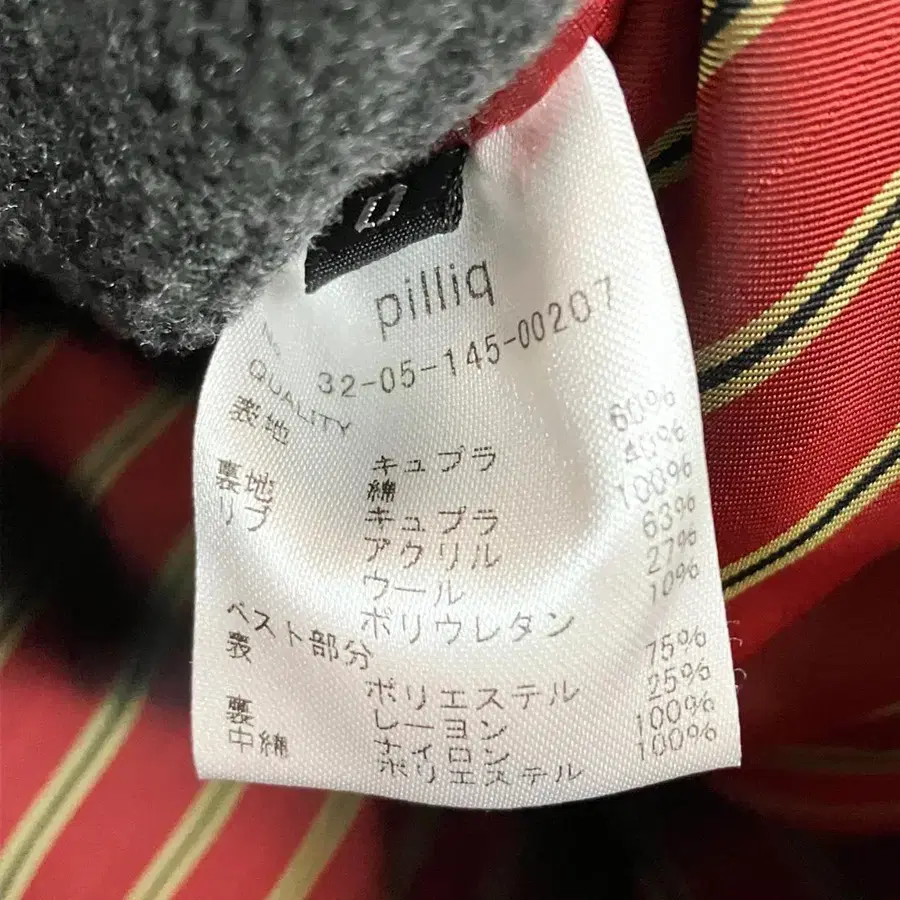 0
pilliq
32-05-145-00207
QUALITY
表地 キュプラ 60%
綿 40%
裏地 キュプラ 100%
リブ アクリル 63%
ウール 27%
ポリウレタン 10%
ベスト部分
表 ポリエステル 75%
レーヨン 25%
裏 ナイロン 100%
中綿 ポリエステル 100%